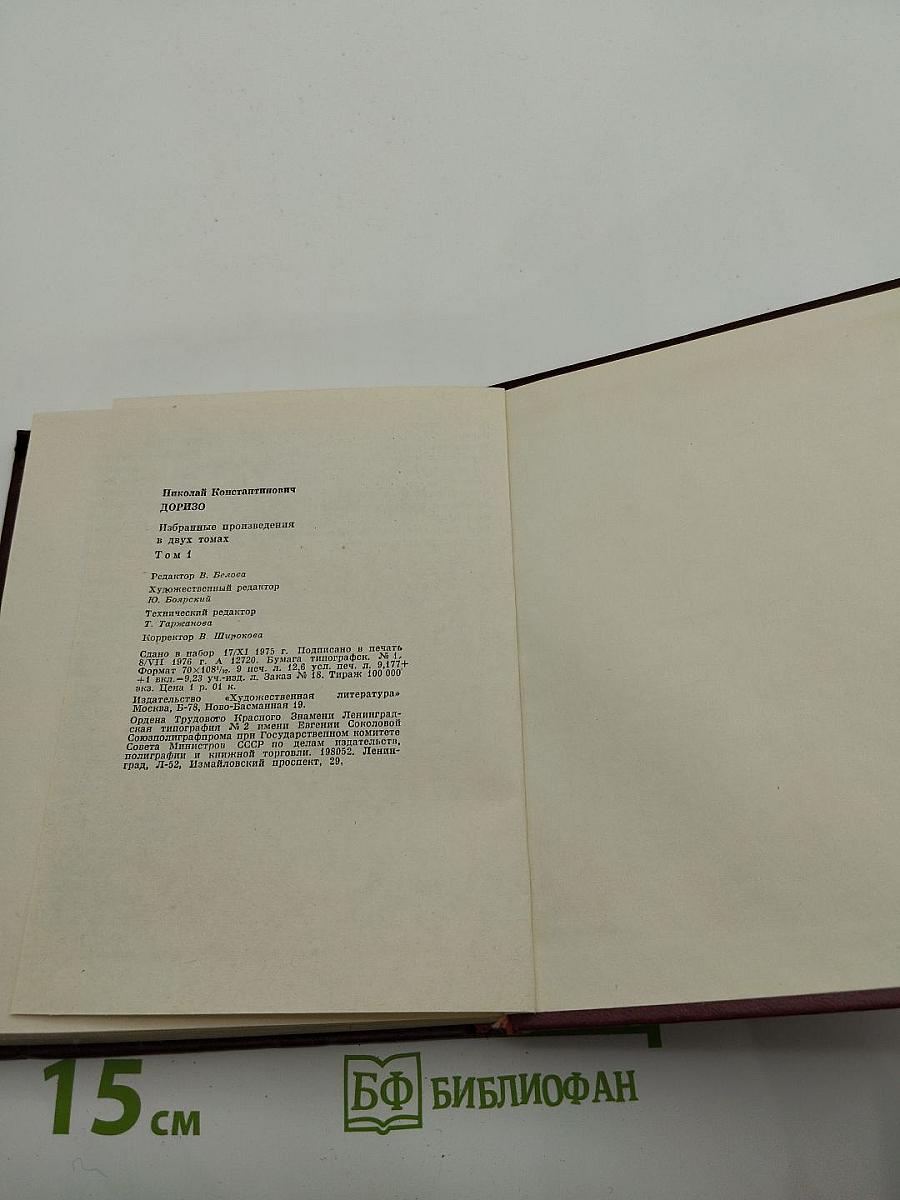 Николай Константинович
ДОРИЗО
Избранные произведения
в двух томах
Том 1
Редактор В. Белова
Художественный редактор
Ю. Боярский
Технический редактор
Т. Таржанова
Корректор В Широкова
Сдано в набор 17/XI 1975 г. Подписано в печать
8/VII 1976 г. А 12720. Бумага типографск. № 1.
Формат 70×108¹/₃₂. 9 печ. л. 12,6 усл. печ. л. 9,177+
+1 вкл.=9,23 уч.-изд. л. Заказ № 18. Тираж 100 000
экз. Цена 1 р. 01 к.
Издательство «Художественная литература»
Москва, Б-78, Ново-Басманная 19.
Ордена Трудового Красного Знамени Ленинград-
ская типография № 2 имени Евгении Соколовой
Союзполиграфпрома при Государственном комитете
Совета Министров СССР по делам издательств,
полиграфии и книжной торговли. 198052. Ленин-
град, Л-52, Измайловский проспект, 29.
15 см
БФ БИБЛИОФАН